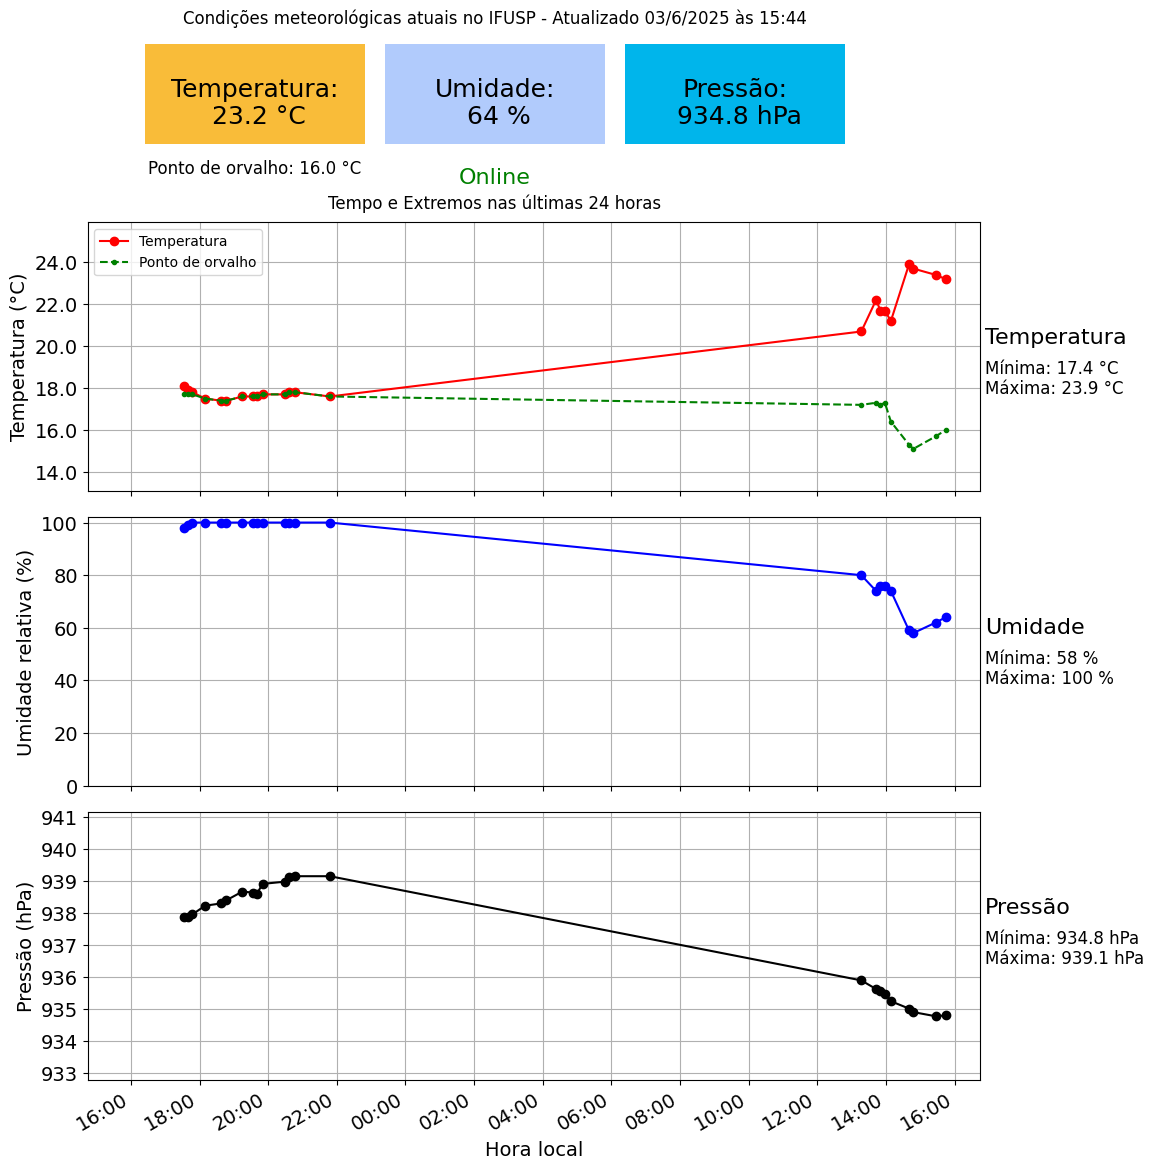 Condições meteorológicas atuais no IFUSP - Atualizado 03/6/2025 às 15:44
Temperatura:
23.2 °C
Umidade:
64 %
Pressão:
934.8 hPa
Ponto de orvalho: 16.0 °C
Online
Tempo e Extremos nas últimas 24 horas
Temperatura
Ponto de orvalho
Temperatura (°C)
24.0
22.0
20.0
18.0
16.0
14.0
Temperatura
Mínima: 17.4 °C
Máxima: 23.9 °C
Umidade relativa (%)
100
80
60
40
20
0
Umidade
Mínima: 58 %
Máxima: 100 %
Pressão (hPa)
941
940
939
938
937
936
935
934
933
Pressão
Mínima: 934.8 hPa
Máxima: 939.1 hPa
16:00 18:00 20:00 22:00 00:00 02:00 04:00 06:00 08:00 10:00 12:00 14:00 16:00
Hora local